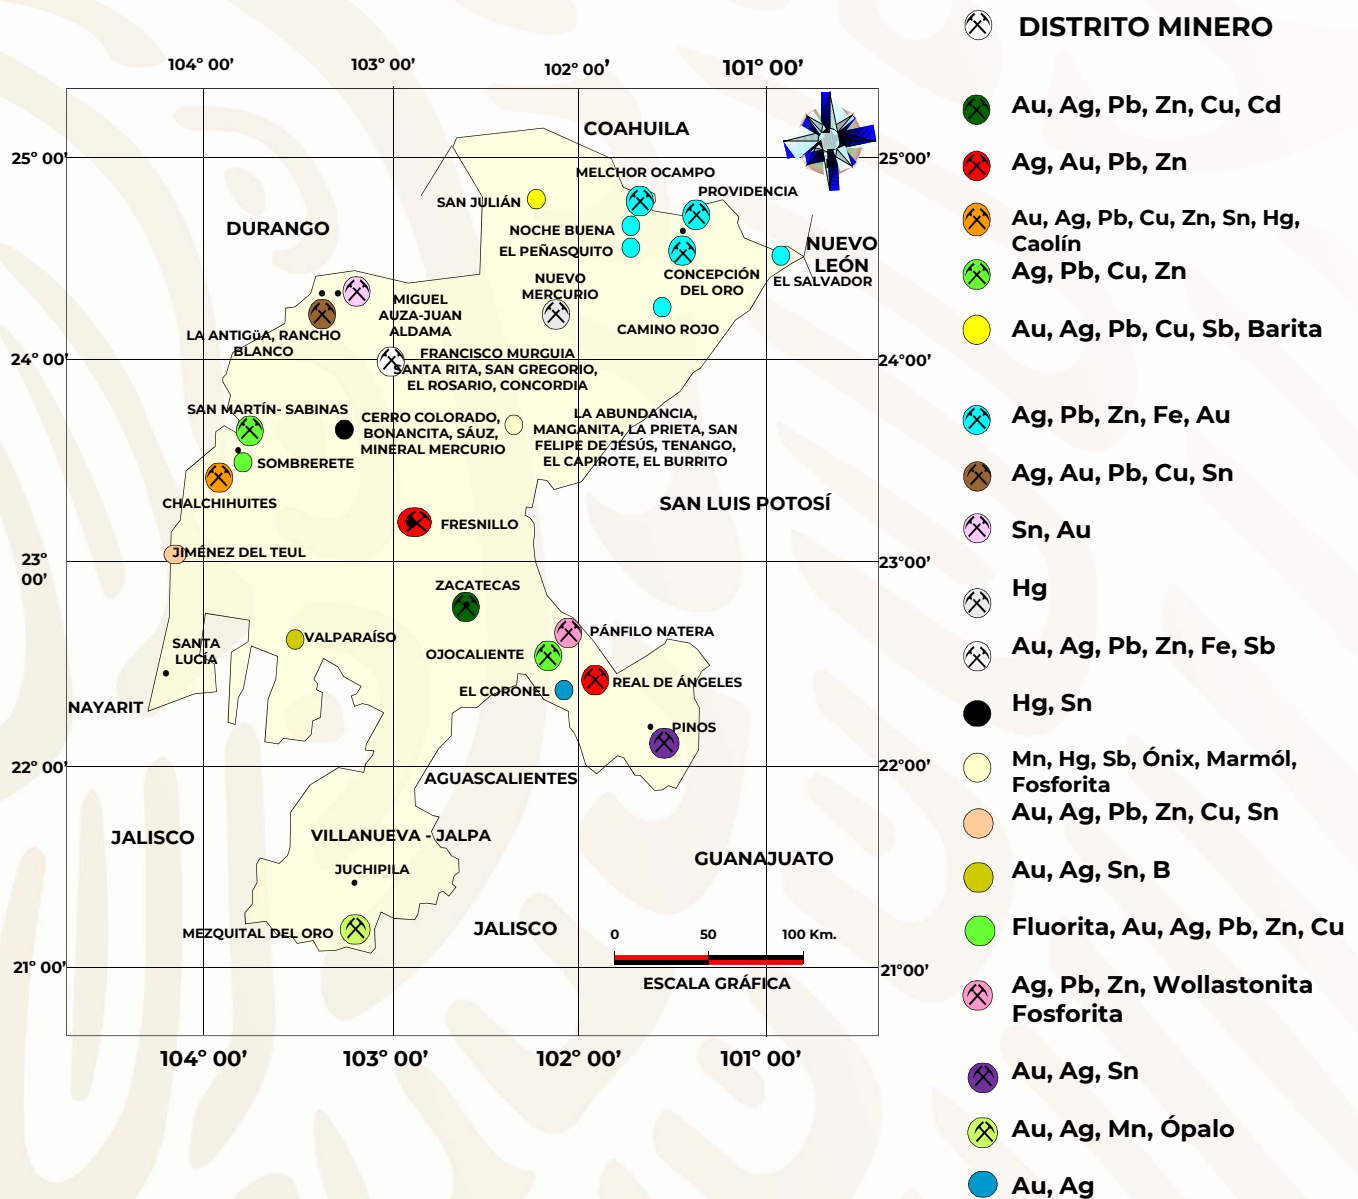 DISTRITO MINERO
104° 00’
103° 00’
102° 00’
101° 00’
COAHUILA
25° 00’
25°00’
MELCHOR OCAMPO
PROVIDENCIA
SAN JULIÁN
DURANGO
NOCHE BUENA
EL PEÑASQUITO
NUEVO
LEÓN
CONCEPCIÓN
DEL ORO
EL SALVADOR
NUEVO
MERCURIO
MIGUEL
AUZA-JUAN
ALDAMA
CAMINO ROJO
LA ANTIGüA, RANCHO
BLANCO
24° 00’
24°00’
FRANCISCO MURGUIA
SANTA RITA, SAN GREGORIO,
EL ROSARIO, CONCORDIA
SAN MARTÍN- SABINAS
CERRO COLORADO,
BONANCITA, SÁUZ,
MINERAL MERCURIO
LA ABUNDANCIA,
MANGANITA, LA PRIETA, SAN
FELIPE DE JESÚS, TENANGO,
EL CAPIROTE, EL BURRITO
SOMBRERETE
CHALCHIHUITES
SAN LUIS POTOSÍ
FRESNILLO
JIMÉNEZ DEL TEUL
23°
00’
23°00’
ZACATECAS
PÁNFILO NATERA
VALPARAÍSO
SANTA
LUCÍA
OJOCALIENTE
REAL DE ÁNGELES
EL CORONEL
NAYARIT
PINOS
22° 00’
22°00’
AGUASCALIENTES
JALISCO
VILLANUEVA - JALPA
GUANAJUATO
JUCHIPILA
MEZQUITAL DEL ORO
JALISCO
0
50
100 Km.
ESCALA GRÁFICA
21° 00’
21°00’
104° 00’
103° 00’
102° 00’
101° 00’
Au, Ag, Pb, Zn, Cu, Cd
Ag, Au, Pb, Zn
Au, Ag, Pb, Cu, Zn, Sn, Hg,
Caolín
Ag, Pb, Cu, Zn
Au, Ag, Pb, Cu, Sb, Barita
Ag, Pb, Zn, Fe, Au
Ag, Au, Pb, Cu, Sn
Sn, Au
Hg
Au, Ag, Pb, Zn, Fe, Sb
Hg, Sn
Mn, Hg, Sb, Ónix, Marmól,
Fosforita
Au, Ag, Pb, Zn, Cu, Sn
Au, Ag, Sn, B
Fluorita, Au, Ag, Pb, Zn, Cu
Ag, Pb, Zn, Wollastonita
Fosforita
Au, Ag, Sn
Au, Ag, Mn, Ópalo
Au, Ag